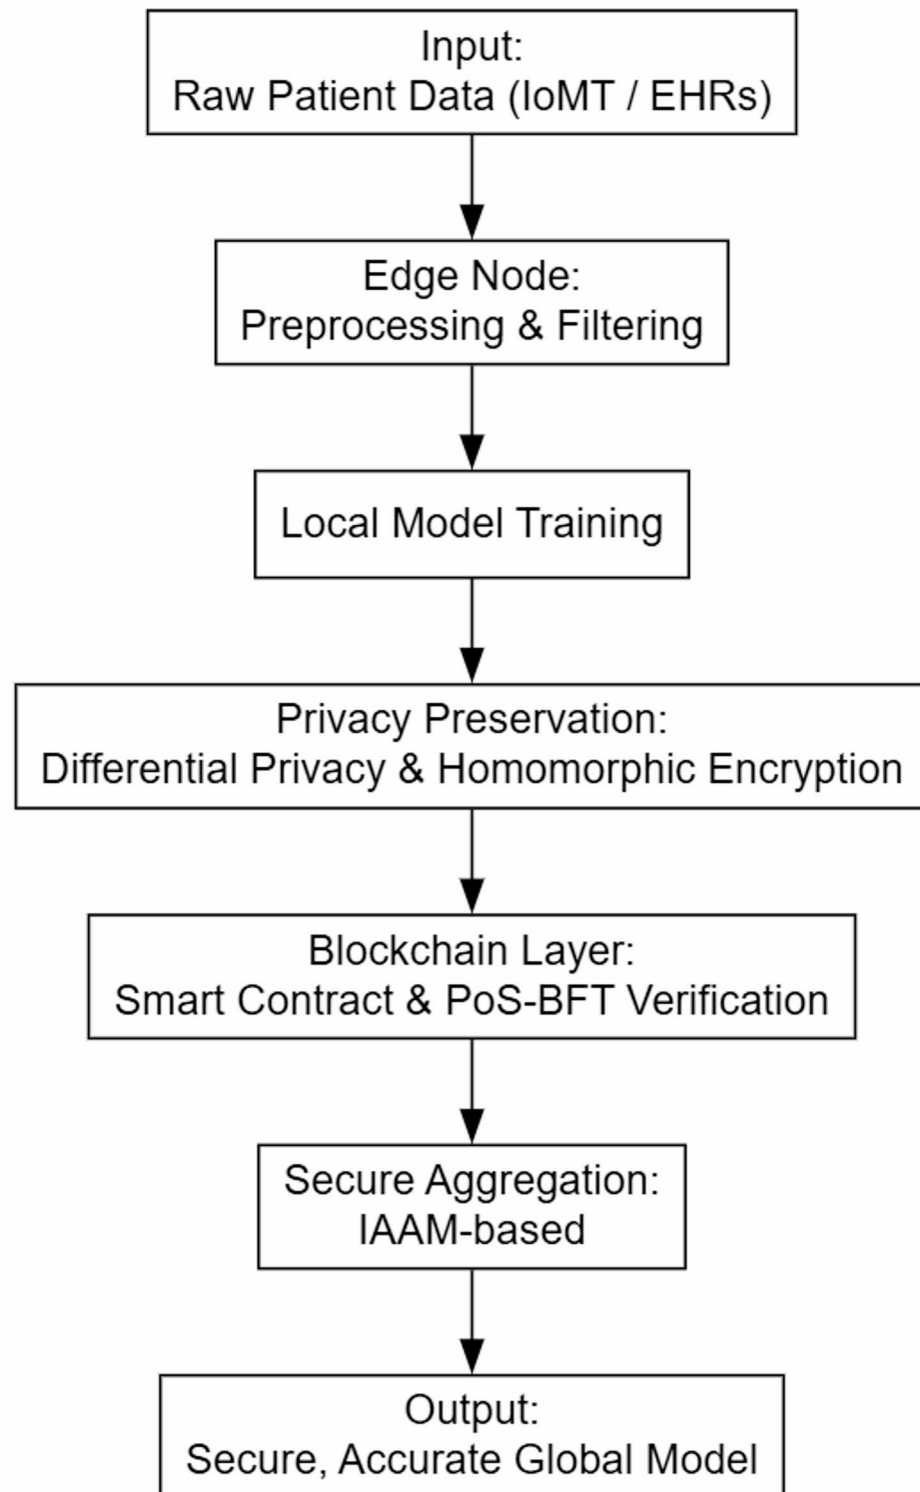 Input:
Raw Patient Data (IoMT / EHRs)
Edge Node:
Preprocessing & Filtering
Local Model Training
Privacy Preservation:
Differential Privacy & Homomorphic Encryption
Blockchain Layer:
Smart Contract & PoS-BFT Verification
Secure Aggregation:
IAAM-based
Output:
Secure, Accurate Global Model